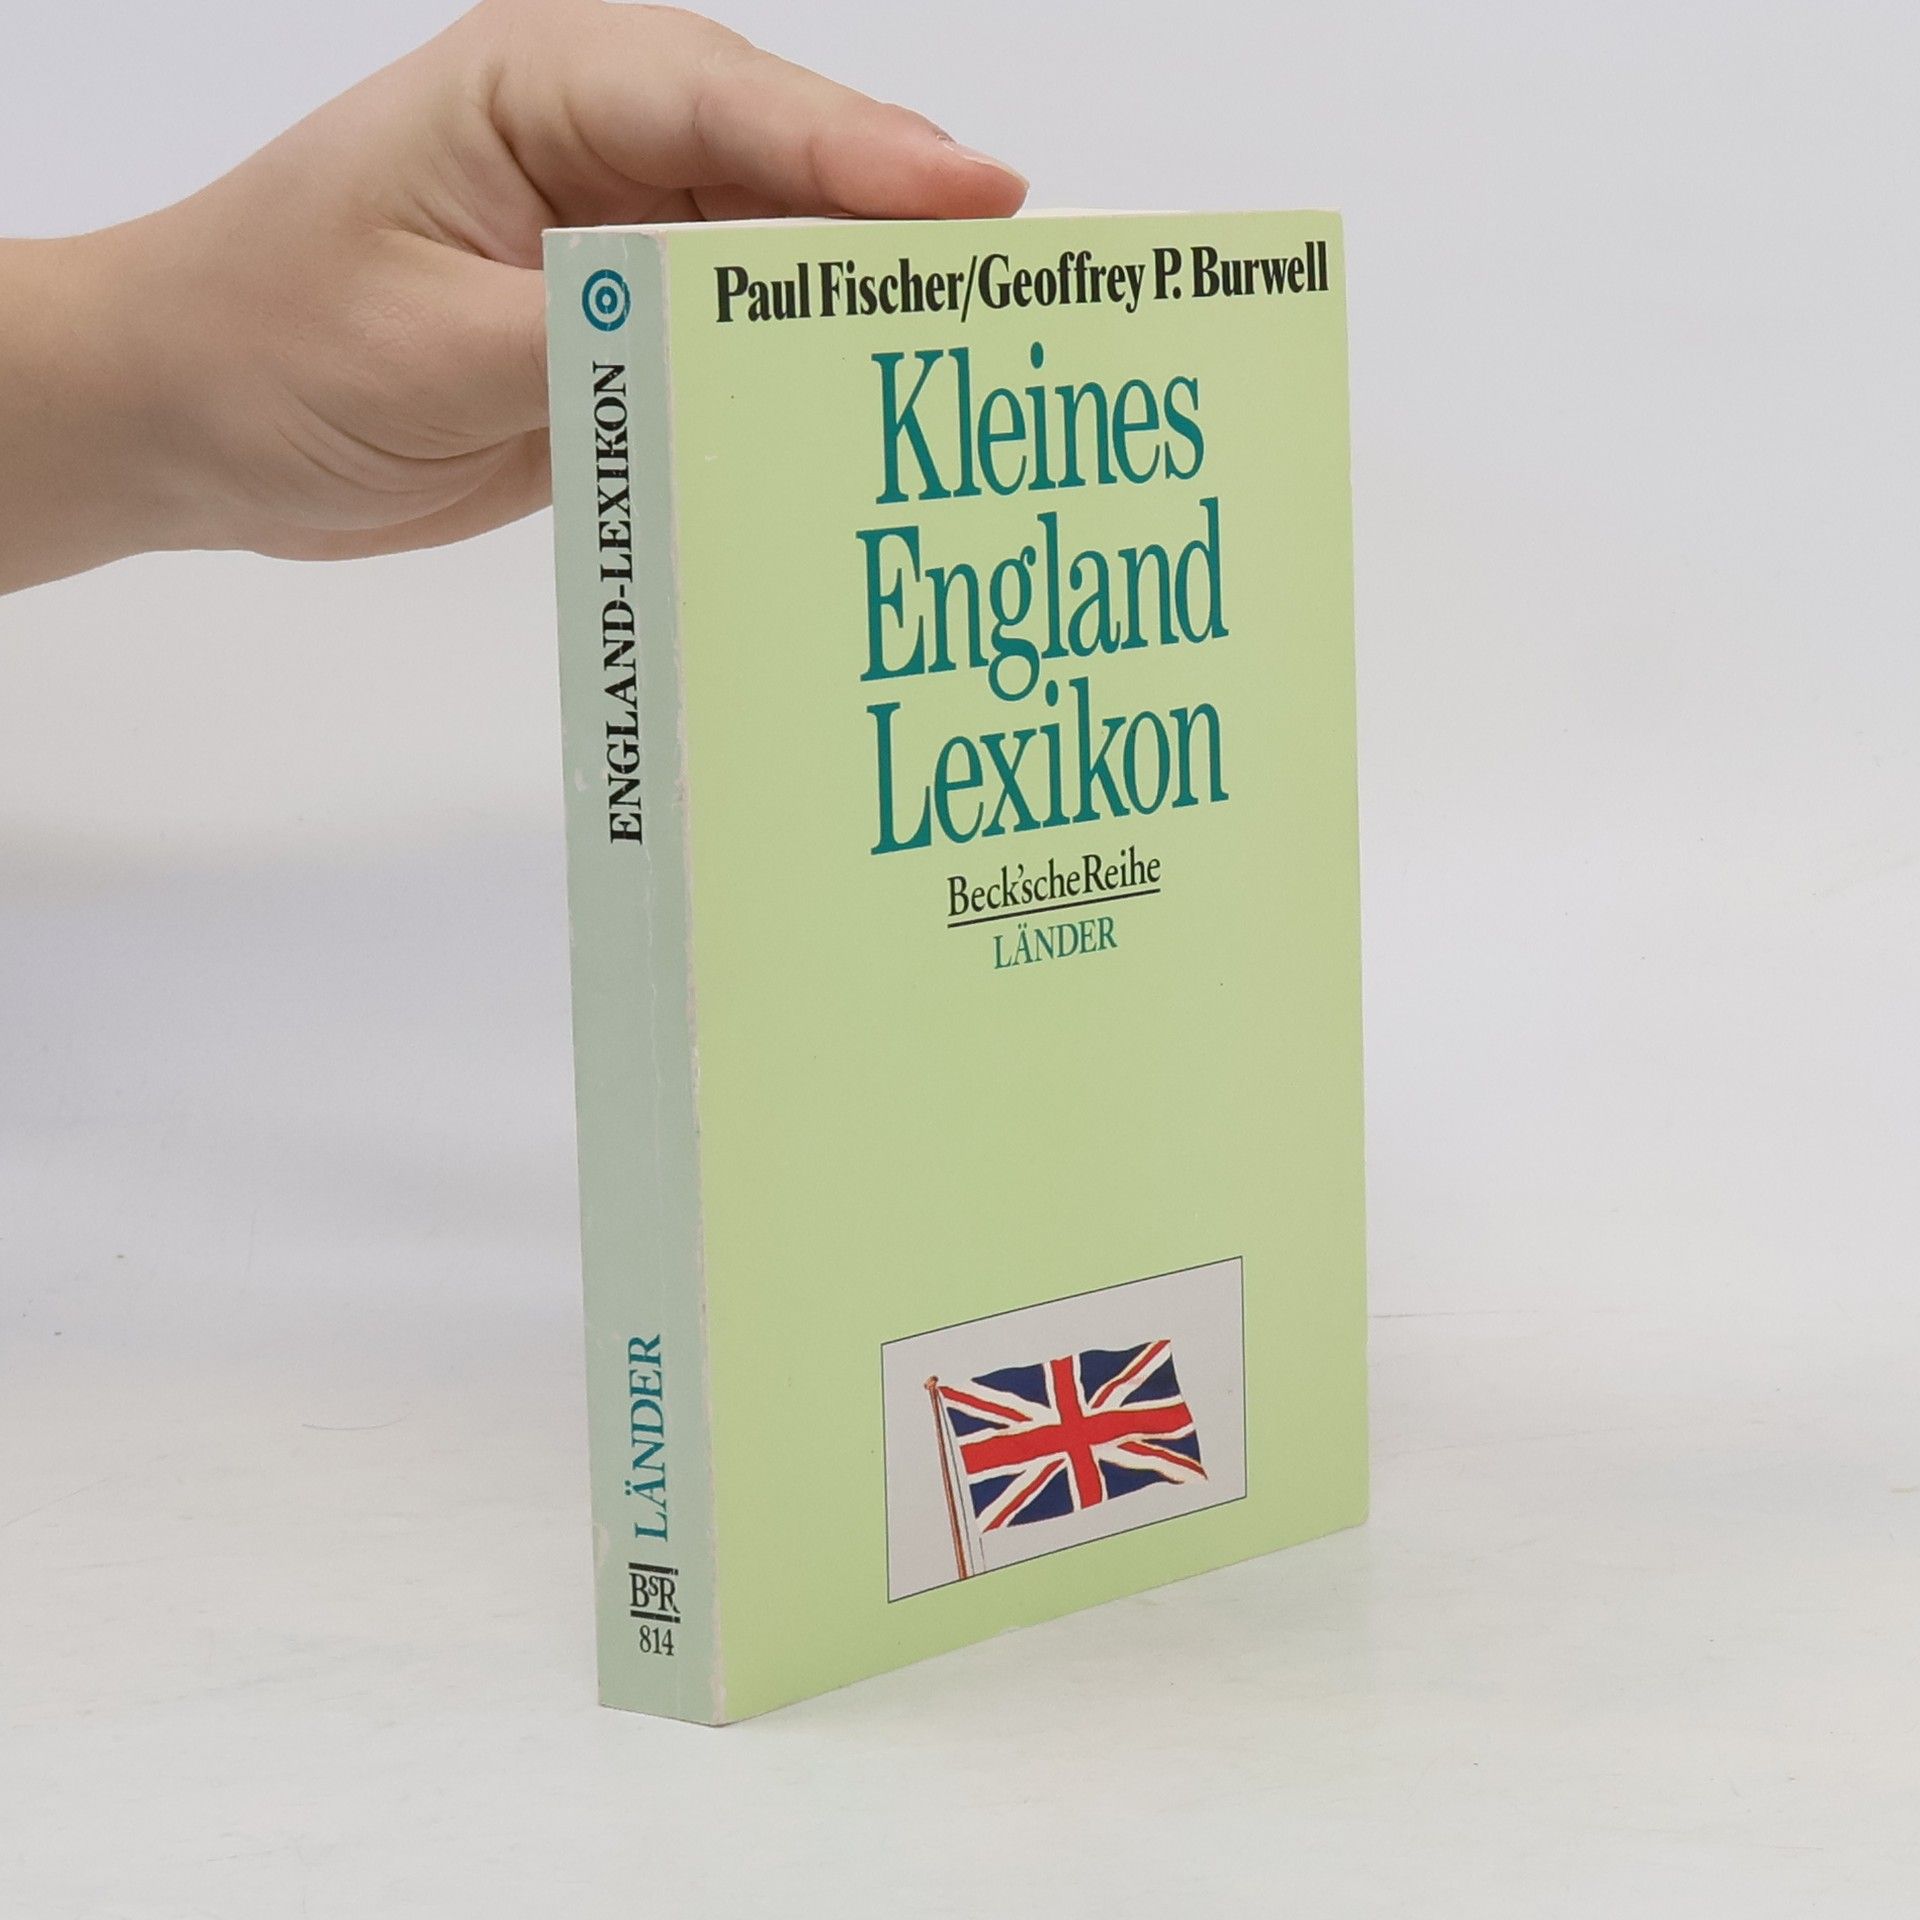 Paul Fischer/Geoffrey P. Burwell
Kleines
England
Lexikon
Beck'scheReihe
LÄNDER
ENGLAND-LEXIKON
LÄNDER
BsR
814